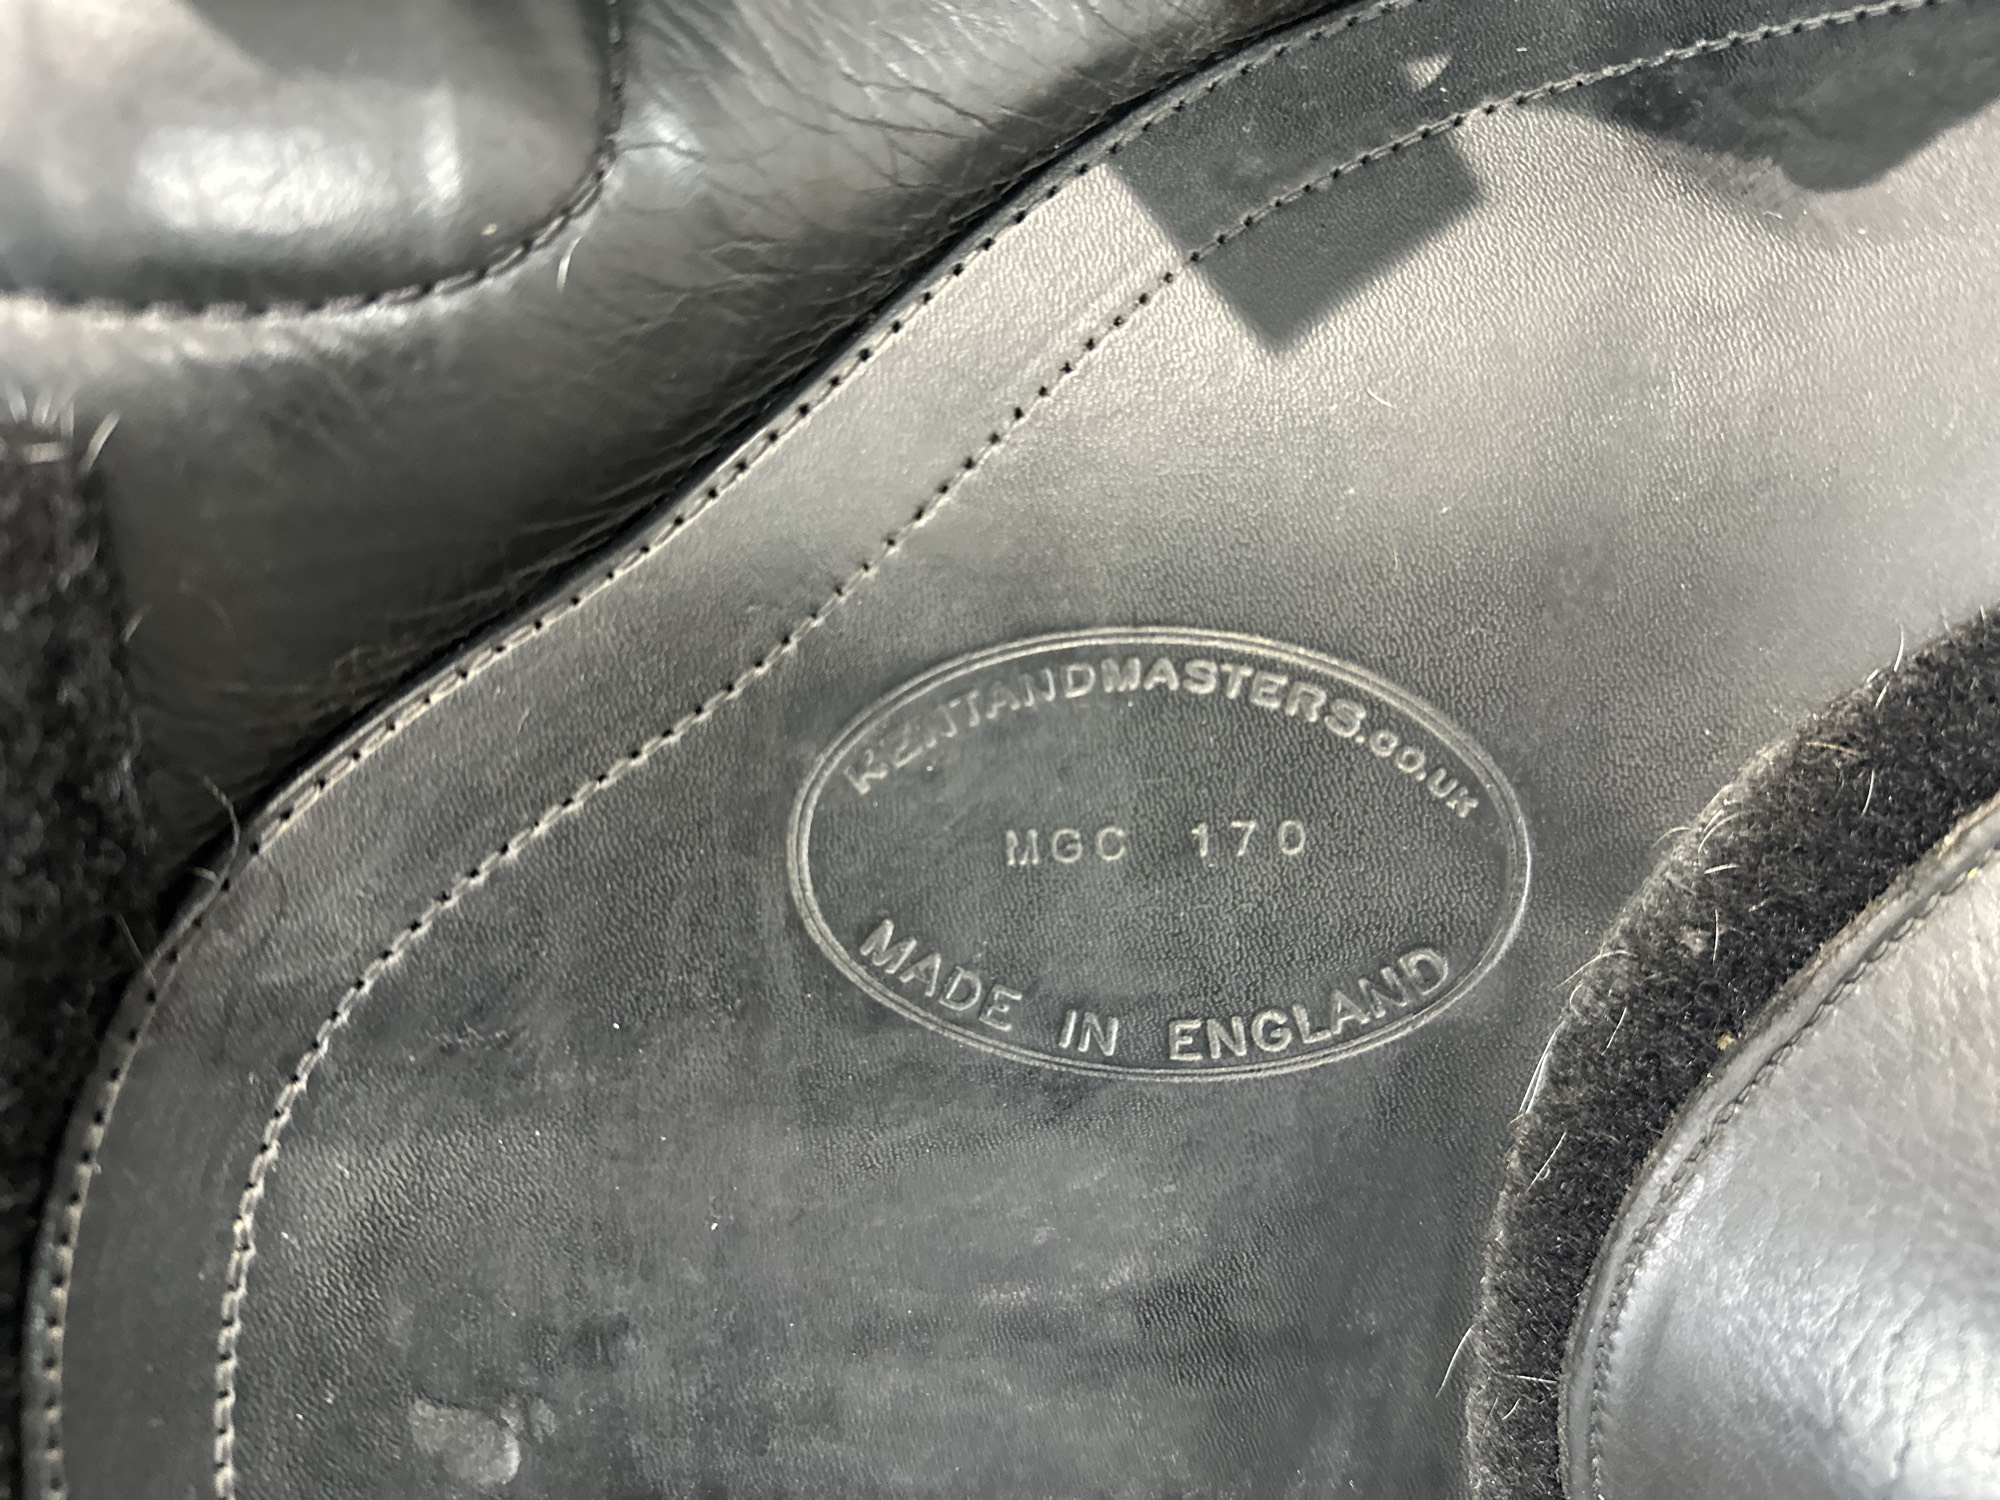 KENTANDMASTERS.CO.UK
MGC 170
MADE IN ENGLAND